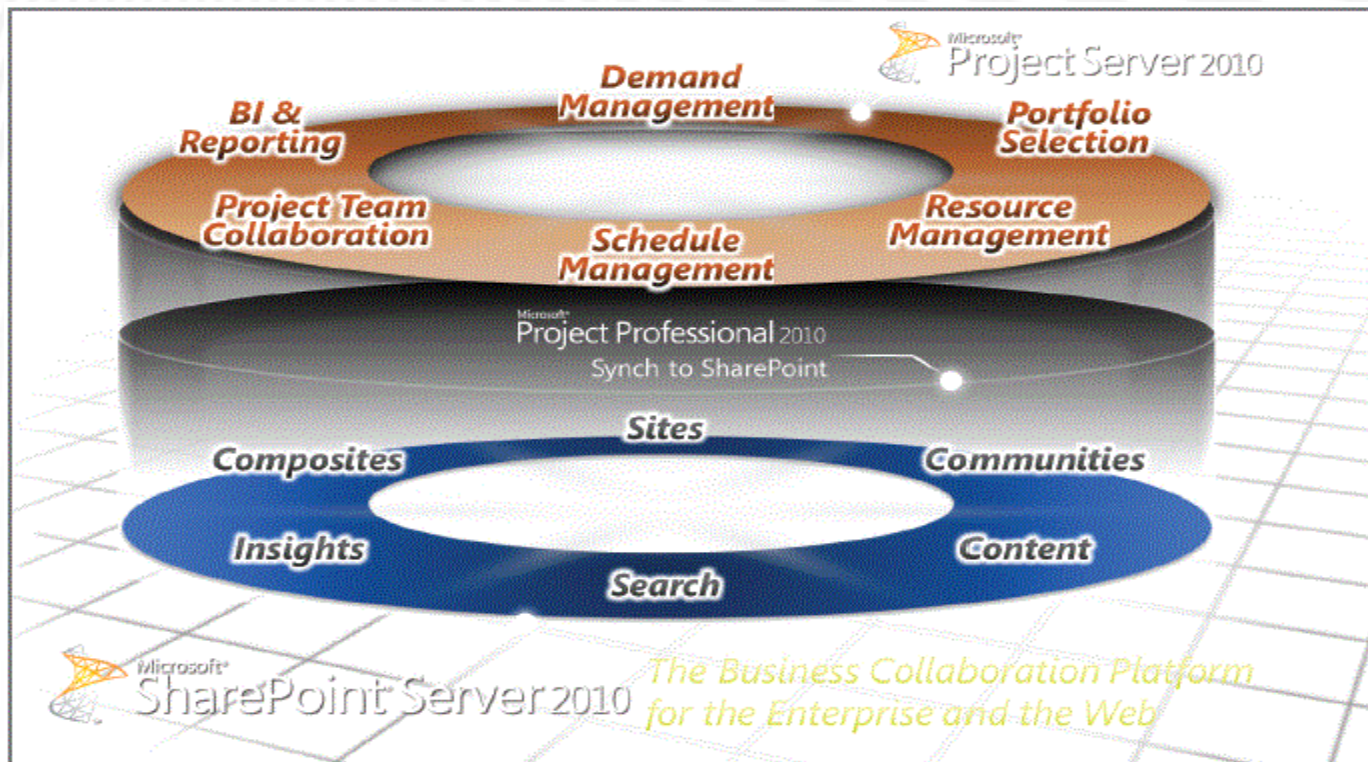 Microsoft®
Project Server 2010
Demand
Management
BI &
Reporting
Portfolio
Selection
Project Team
Collaboration
Resource
Management
Schedule
Management
Microsoft®
Project Professional 2010
Synch to SharePoint
Sites
Composites
Communities
Insights
Content
Search
Microsoft®
SharePoint Server 2010
The Business Collaboration Platform
for the Enterprise and the Web